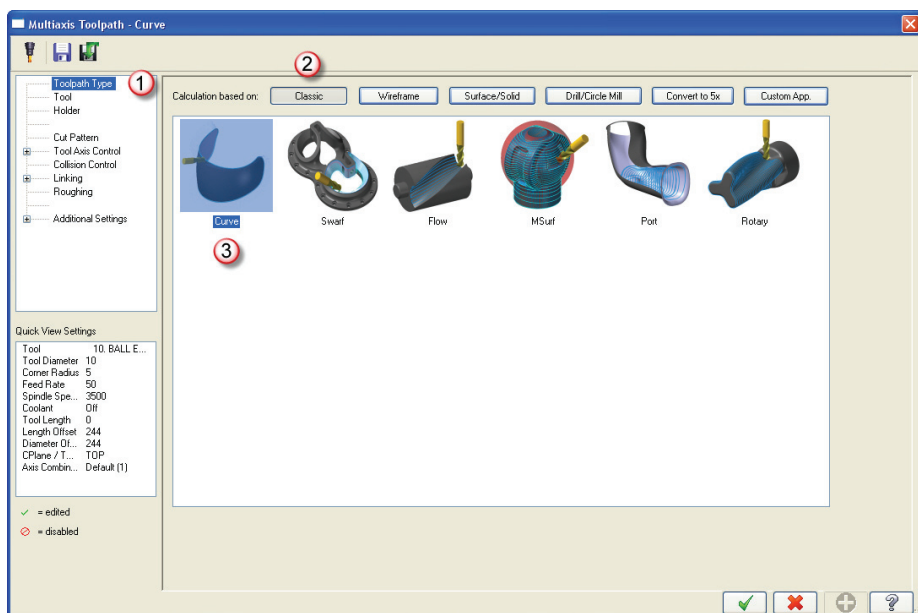 Multiaxis Toolpath - Curve
Toolpath Type
1
Tool
Holder
Cut Pattern
Tool Axis Control
Collision Control
Linking
Roughing
Additional Settings
2
Calculation based on: Classic Wireframe Surface/Solid Drill/Circle Mill Convert to 5x Custom App.
Curve Swarf Flow MSurf Port Rotary
3
Quick View Settings
Tool 10. BALL E...
Tool Diameter 10
Corner Radius 5
Feed Rate 50
Spindle Spe... 3500
Coolant Off
Tool Length 0
Length Offset 244
Diameter Of... 244
CPlane / T... TOP
Axis Combin... Default (1)
= edited
= disabled
?